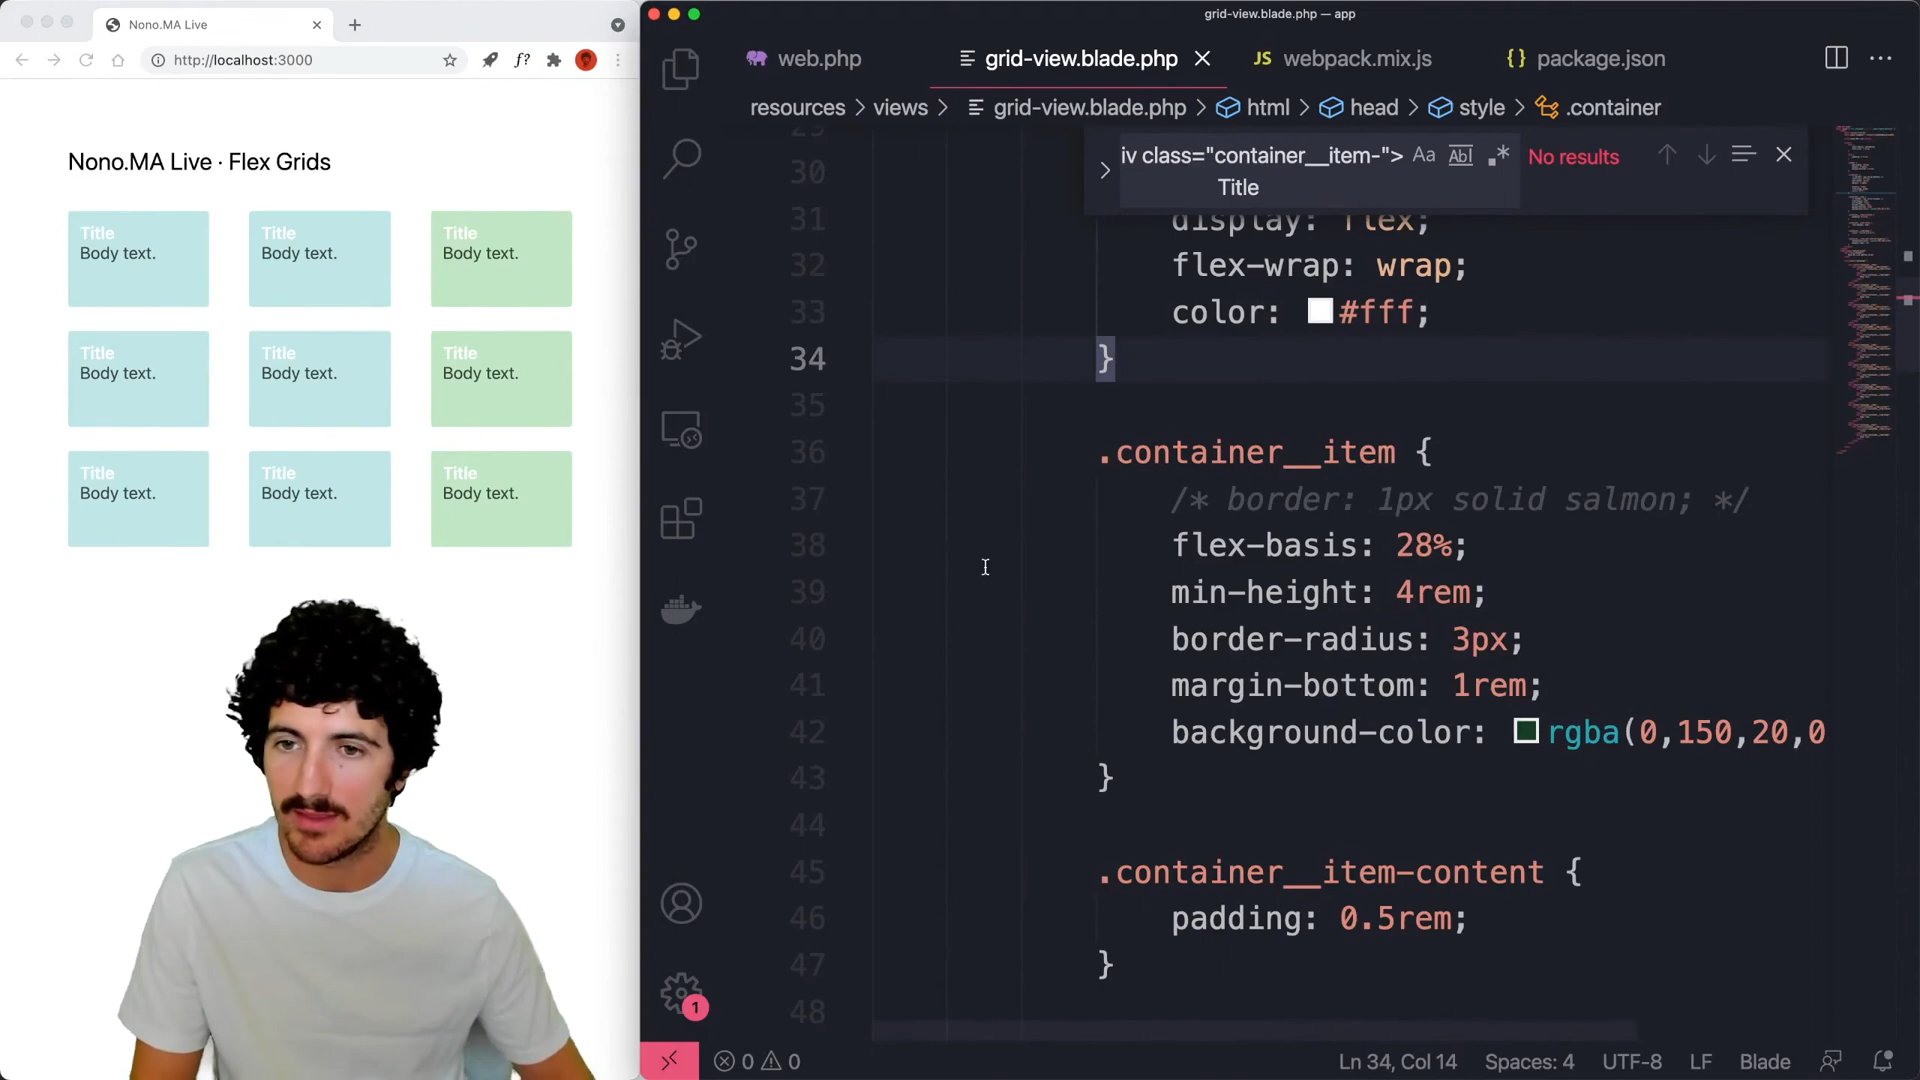 Nono.MA Live
grid-view.blade.php — app
http://localhost:3000
f?
web.php
grid-view.blade.php
JS webpack.mix.js
{} package.json
resources > views > grid-view.blade.php > html > head > style > .container
iv class="container__item-">
Title
Aa
Abl
.*
No results
Nono.MA Live · Flex Grids
Title
Body text.
Title
Body text.
Title
Body text.
Title
Body text.
Title
Body text.
Title
Body text.
Title
Body text.
Title
Body text.
Title
Body text.
29
30
31 display: flex;
32 flex-wrap: wrap;
33 color: #fff;
34 }
35
36 .container__item {
37 /* border: 1px solid salmon; */
38 flex-basis: 28%;
39 min-height: 4rem;
40 border-radius: 3px;
41 margin-bottom: 1rem;
42 background-color: rgba(0,150,20,0
43 }
44
45 .container__item-content {
46 padding: 0.5rem;
47 }
48
1
0 0
Ln 34, Col 14
Spaces: 4
UTF-8
LF
Blade